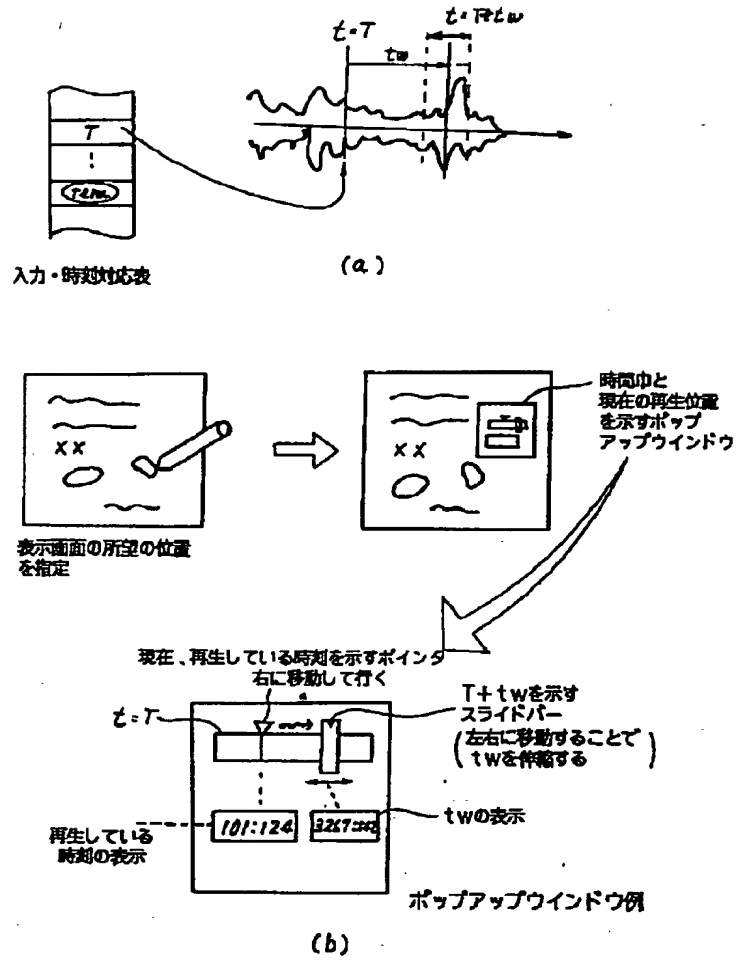 t=T
t=T+tw
tw
T
入力・時刻対応表
(a)
××
××
時間巾と
現在の再生位置
を示すポップ
アップウインドウ
表示画面の所望の位置
を指定
現在、再生している時刻を示すポインタ
右に移動して行く
t=T
T+twを示す
スライドバー
(左右に移動することで
twを伸縮する)
101:124
twの表示
再生している
時刻の表示
ポップアップウインドウ例
(b)